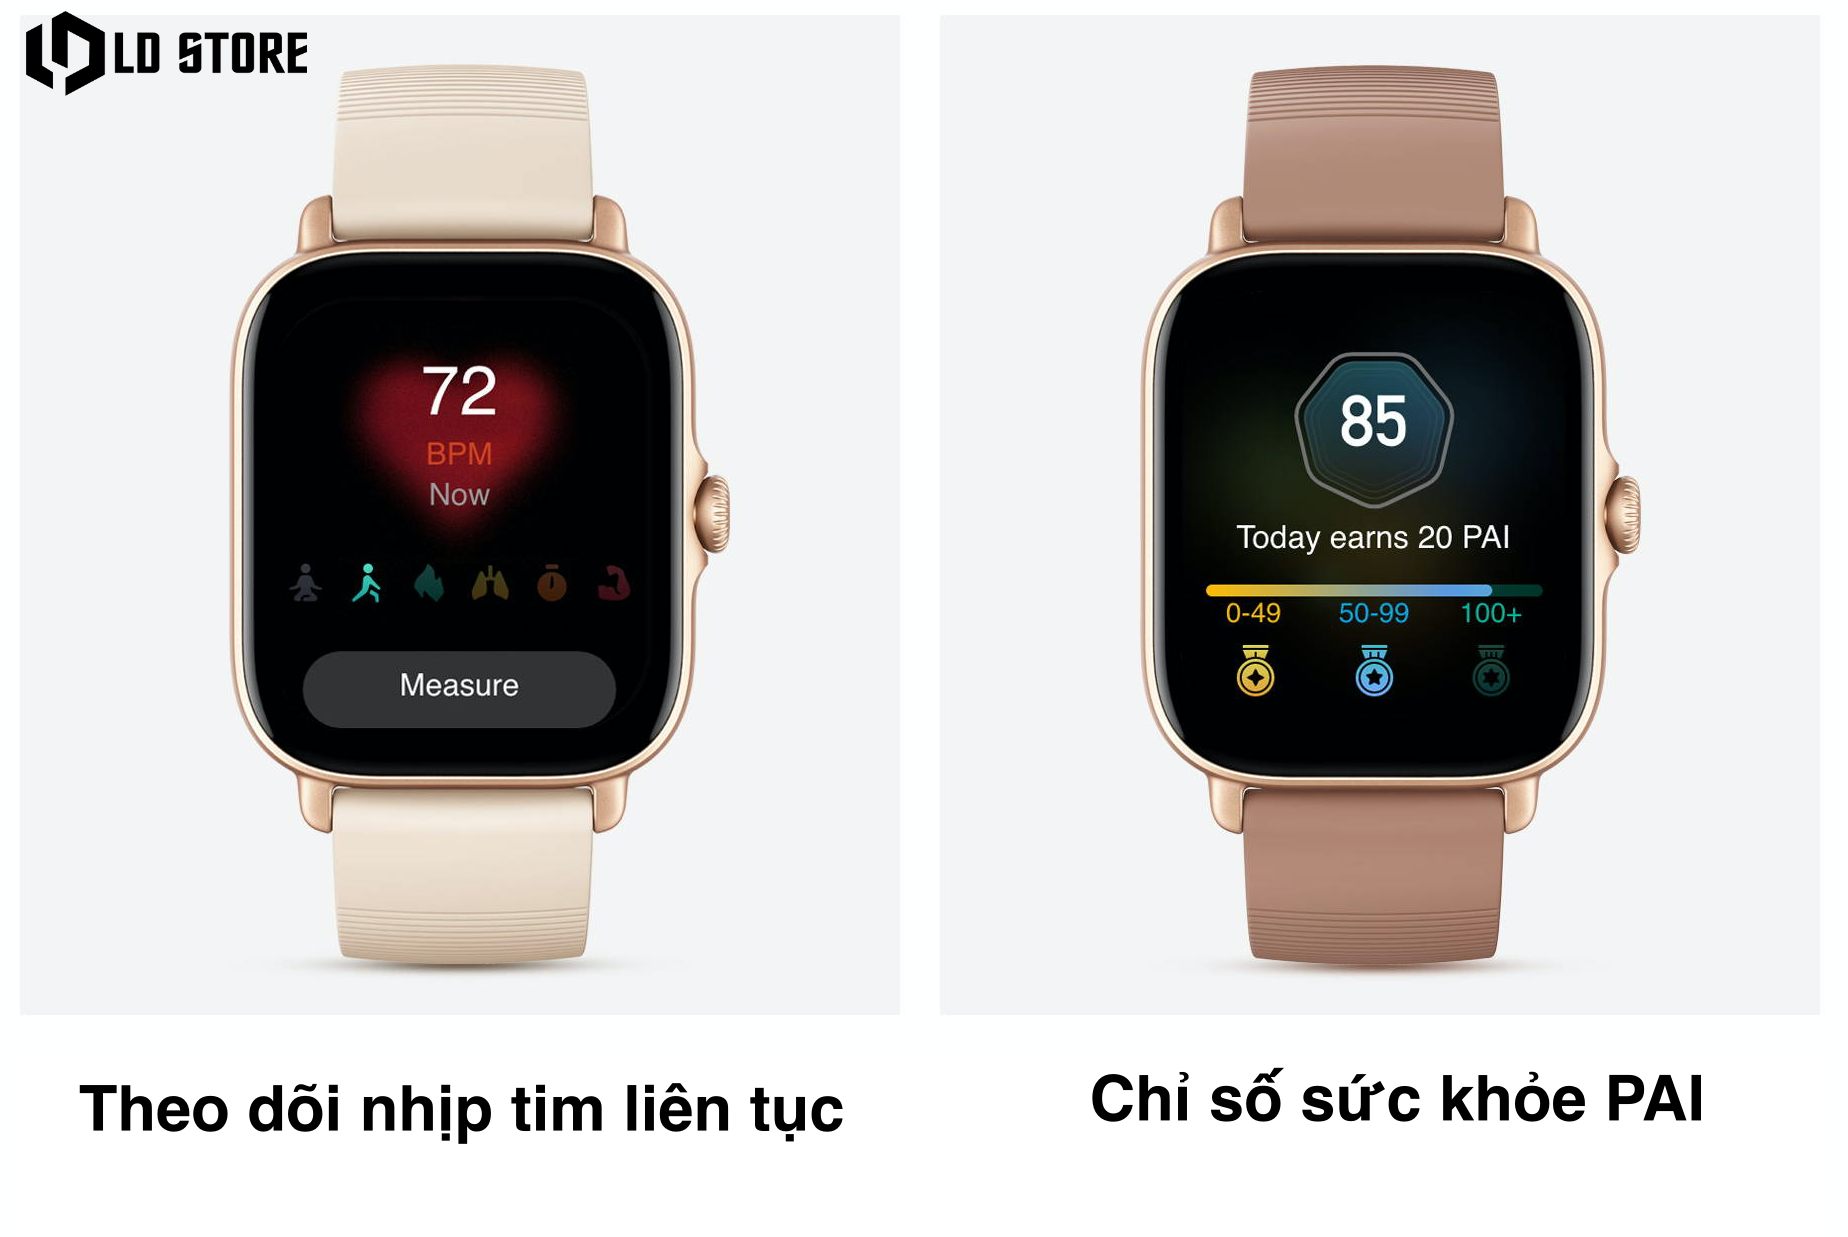 LD STORE
72
BPM
Now
Measure
Theo dõi nhịp tim liên tục
85
Today earns 20 PAI
0-49 50-99 100+
Chỉ số sức khỏe PAI